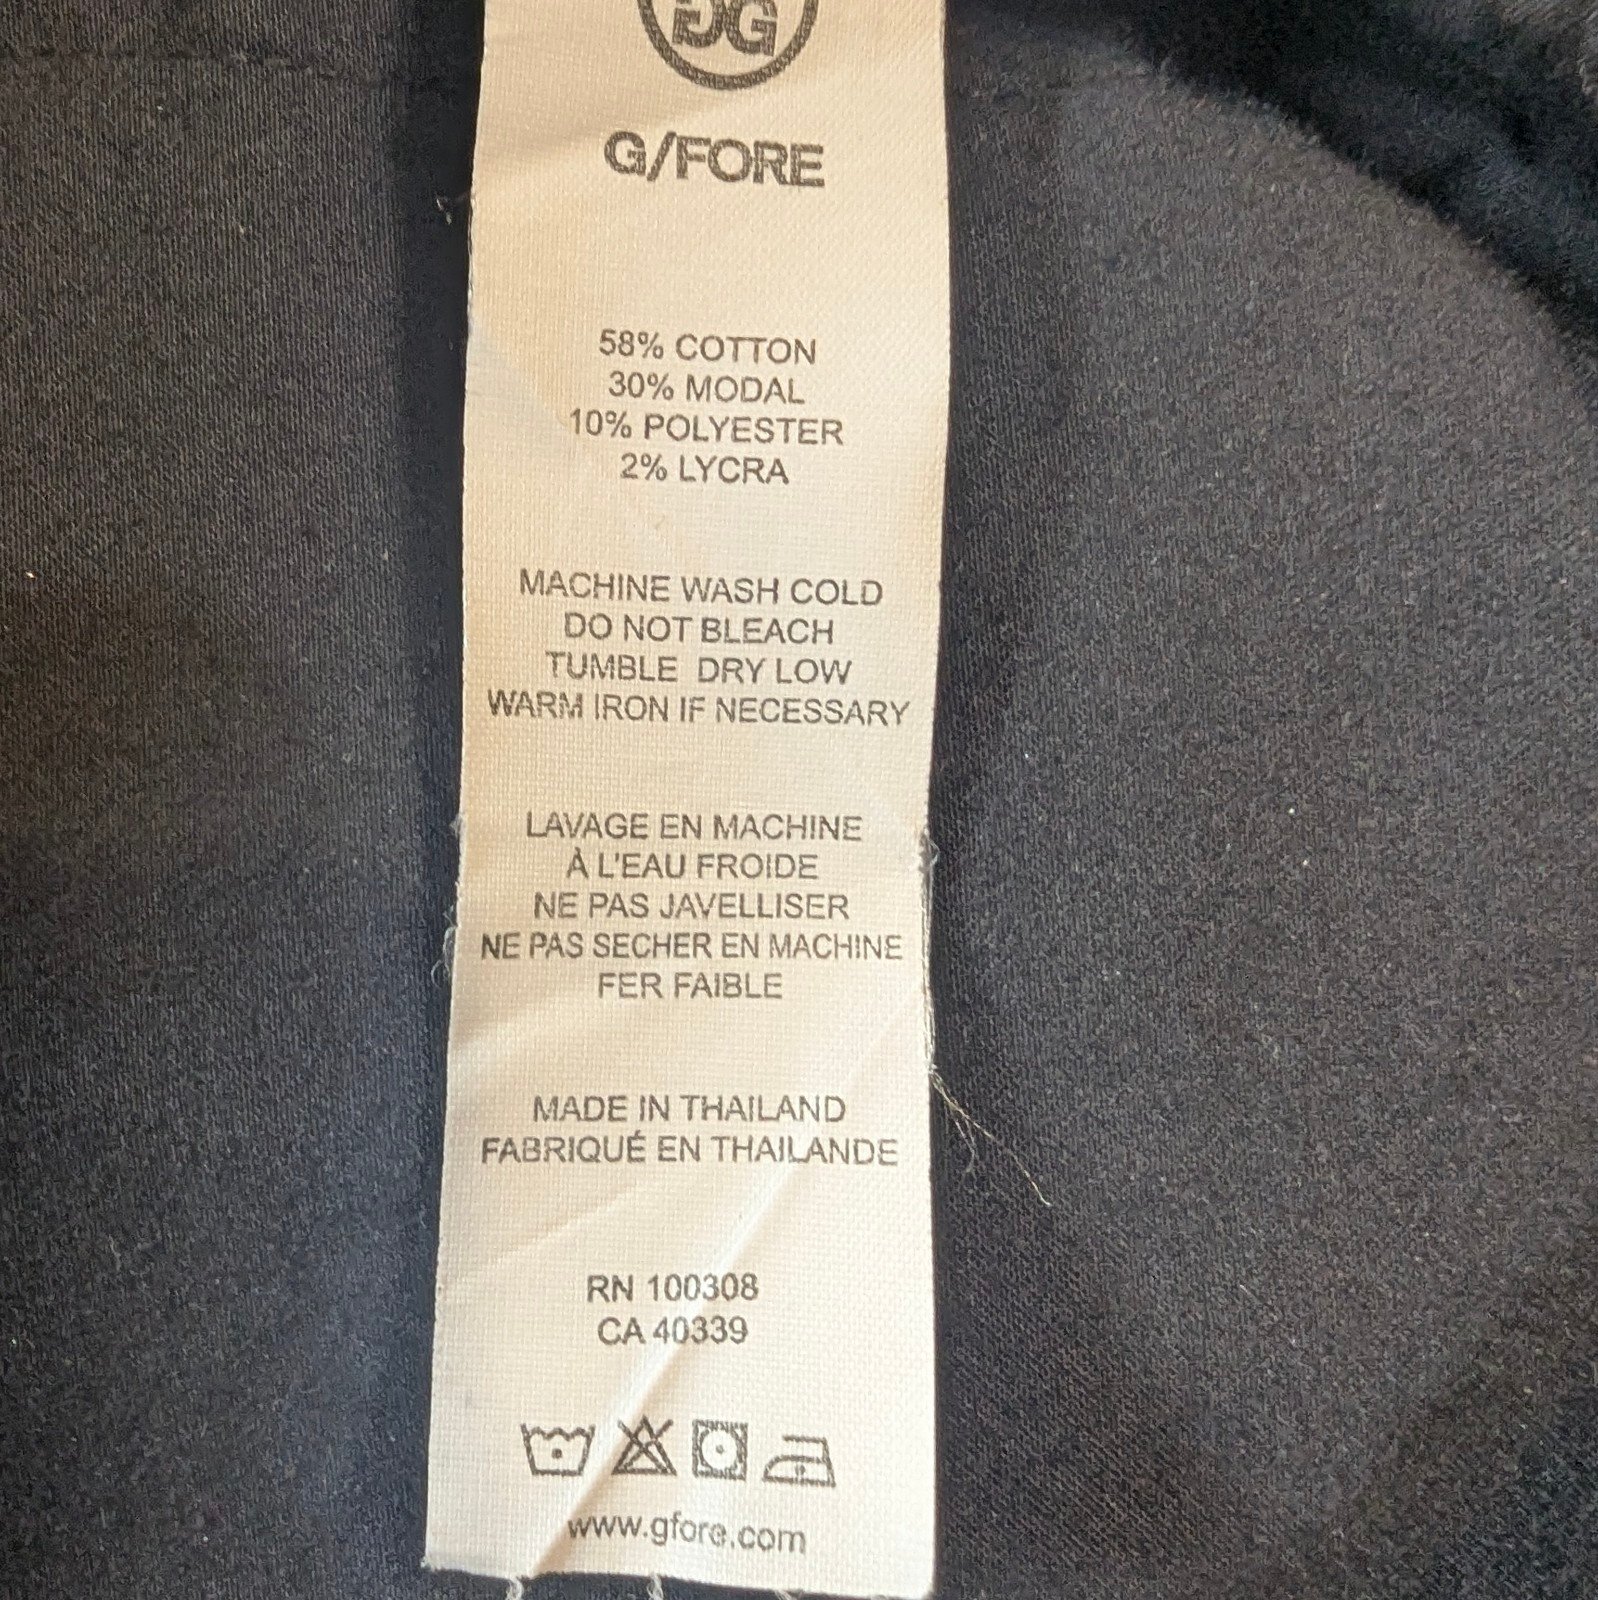 GG
G/FORE
58% COTTON
30% MODAL
10% POLYESTER
2% LYCRA
MACHINE WASH COLD
DO NOT BLEACH
TUMBLE DRY LOW
WARM IRON IF NECESSARY
LAVAGE EN MACHINE
À L'EAU FROIDE
NE PAS JAVELLISER
NE PAS SECHER EN MACHINE
FER FAIBLE
MADE IN THAILAND
FABRIQUÉ EN THAILANDE
RN 100308
CA 40339
www.gfore.com